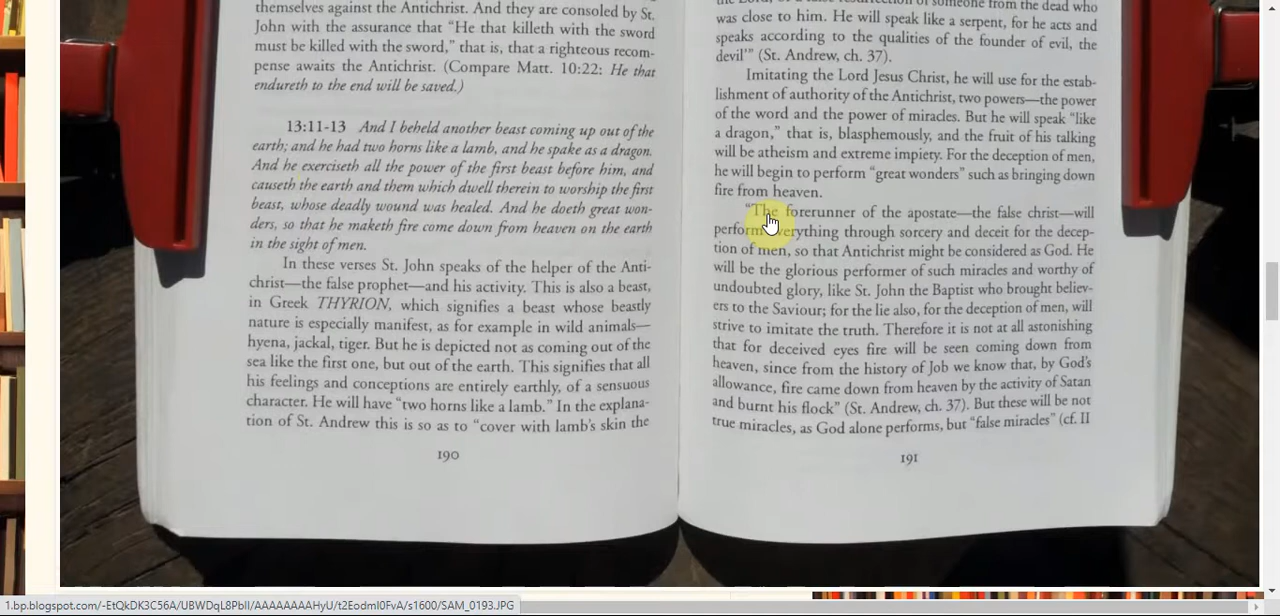 themselves against the Antichrist. And they are consoled by St.
John with the assurance that “He that killeth with the sword
must be killed with the sword,” that is, that a righteous recom-
pense awaits the Antichrist. (Compare Matt. 10:22: He that
endureth to the end will be saved.)
13:11-13 And I beheld another beast coming up out of the
earth; and he had two horns like a lamb, and he spake as a dragon.
And he exerciseth all the power of the first beast before him, and
causeth the earth and them which dwell therein to worship the first
beast, whose deadly wound was healed. And he doeth great won-
ders, so that he maketh fire come down from heaven on the earth
in the sight of men.
In these verses St. John speaks of the helper of the Anti-
christ—the false prophet—and his activity. This is also a beast,
in Greek THYRION, which signifies a beast whose beastly
nature is especially manifest, as for example in wild animals—
hyena, jackal, tiger. But he is depicted not as coming out of the
sea like the first one, but out of the earth. This signifies that all
his feelings and conceptions are entirely earthly, of a sensuous
character. He will have “two horns like a lamb.” In the explana-
tion of St. Andrew this is so as to “cover with lamb’s skin the
190
of someone from the dead who
was close to him. He will speak like a serpent, for he acts and
speaks according to the qualities of the founder of evil, the
devil’” (St. Andrew, ch. 37).
Imitating the Lord Jesus Christ, he will use for the estab-
lishment of authority of the Antichrist, two powers—the power
of the word and the power of miracles. But he will speak “like
a dragon,” that is, blasphemously, and the fruit of his talking
will be atheism and extreme impiety. For the deception of men,
he will begin to perform “great wonders” such as bringing down
fire from heaven.
“The forerunner of the apostate—the false christ—will
perform everything through sorcery and deceit for the decep-
tion of men, so that Antichrist might be considered as God. He
will be the glorious performer of such miracles and worthy of
undoubted glory, like St. John the Baptist who brought believ-
ers to the Saviour; for the lie also, for the deception of men, will
strive to imitate the truth. Therefore it is not at all astonishing
that for deceived eyes fire will be seen coming down from
heaven, since from the history of Job we know that, by God’s
allowance, fire came down from heaven by the activity of Satan
and burnt his flock” (St. Andrew, ch. 37). But these will be not
true miracles, as God alone performs, but “false miracles” (cf. II
191
1.bp.blogspot.com/-EtQkDK3C56A/UBWDqL8PbII/AAAAAAAAHyU/t2EodmI0FvA/s1600/SAM_0193.JPG